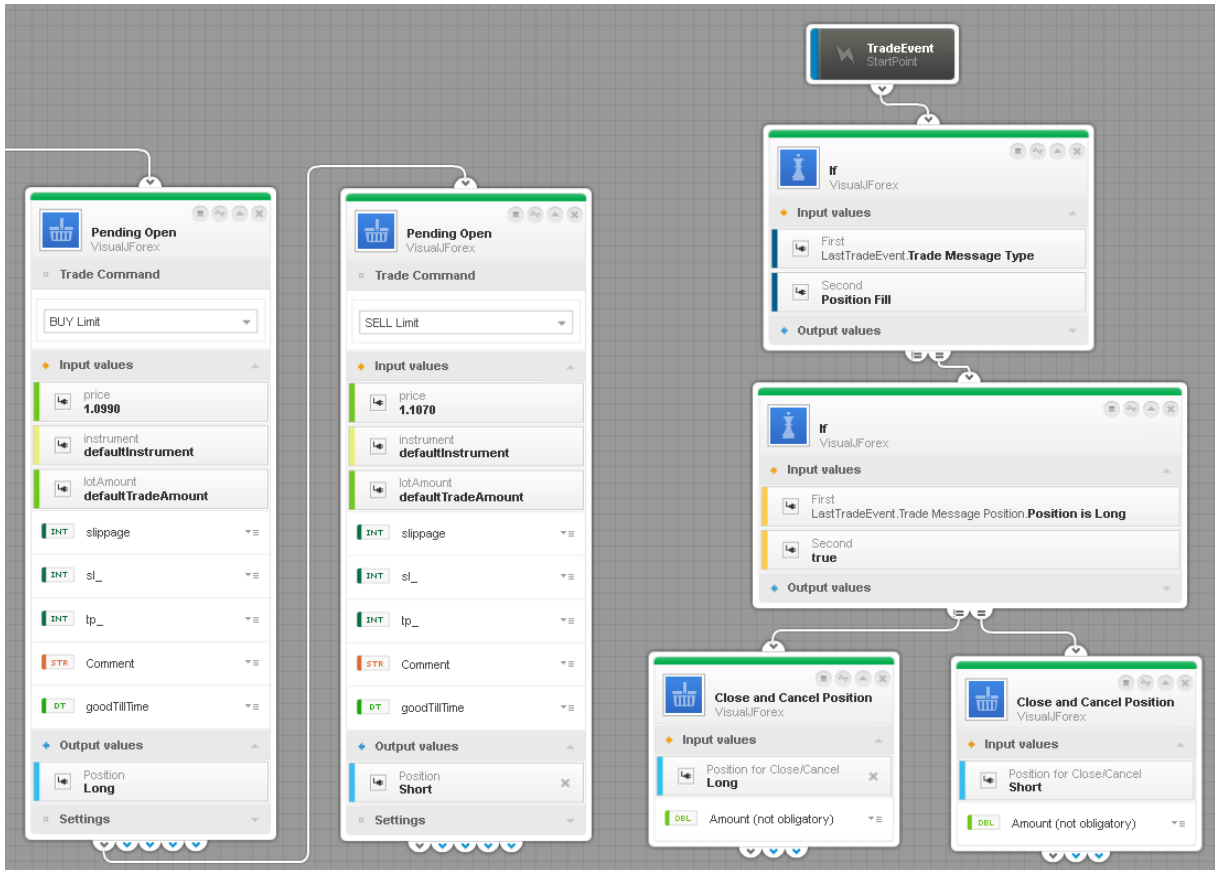 TradeEvent
StartPoint
If
VisualJForex
Input values
First
LastTradeEvent.Trade Message Type
Second
Position Fill
Output values
Pending Open
VisualJForex
Trade Command
BUY Limit
Input values
price
1.0990
instrument
defaultInstrument
lotAmount
defaultTradeAmount
INT slippage
INT sl_
INT tp_
STR Comment
DT goodTillTime
Output values
Position
Long
Settings
Pending Open
VisualJForex
Trade Command
SELL Limit
Input values
price
1.1070
instrument
defaultInstrument
lotAmount
defaultTradeAmount
INT slippage
INT sl_
INT tp_
STR Comment
DT goodTillTime
Output values
Position
Short
Settings
If
VisualJForex
Input values
First
LastTradeEvent.Trade Message Position.Position is Long
Second
true
Output values
Close and Cancel Position
VisualJForex
Input values
Position for Close/Cancel
Long
DBL Amount (not obligatory)
Close and Cancel Position
VisualJForex
Input values
Position for Close/Cancel
Short
DBL Amount (not obligatory)